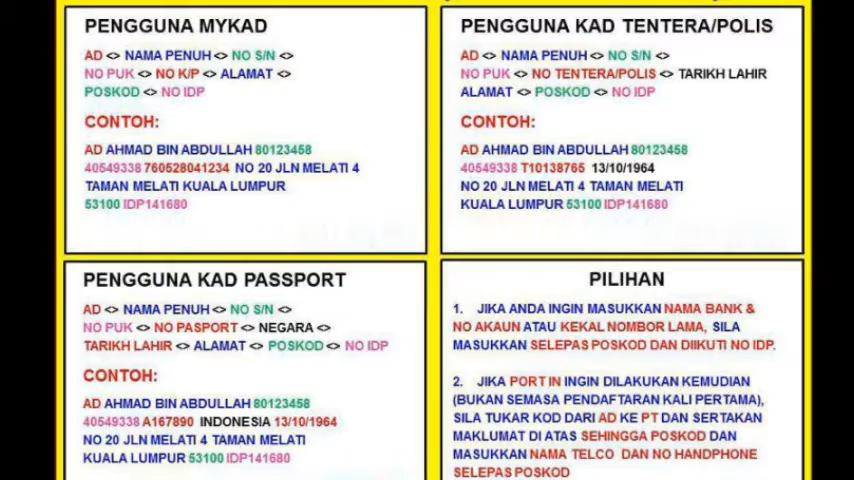 PENGGUNA MYKAD
AD <> NAMA PENUH <> NO S/N <>
NO PUK <> NO K/P <> ALAMAT <>
POSKOD <> NO IDP
CONTOH:
AD AHMAD BIN ABDULLAH 80123458
40549338 760528041234 NO 20 JLN MELATI 4
TAMAN MELATI KUALA LUMPUR
53100 IDP141680
PENGGUNA KAD TENTERA/POLIS
AD <> NAMA PENUH <> NO S/N <>
NO PUK <> NO TENTERA/POLIS <> TARIKH LAHIR
ALAMAT <> POSKOD <> NO IDP
CONTOH:
AD AHMAD BIN ABDULLAH 80123458
40549338 T10138765 13/10/1964
NO 20 JLN MELATI 4 TAMAN MELATI
KUALA LUMPUR 53100 IDP141680
PENGGUNA KAD PASSPORT
AD <> NAMA PENUH <> NO S/N <>
NO PUK <> NO PASPORT <> NEGARA <>
TARIKH LAHIR <> ALAMAT <> POSKOD <> NO IDP
CONTOH:
AD AHMAD BIN ABDULLAH 80123458
40549338 A167890 INDONESIA 13/10/1964
NO 20 JLN MELATI 4 TAMAN MELATI
KUALA LUMPUR 53100 IDP141680
PILIHAN
1. JIKA ANDA INGIN MASUKKAN NAMA BANK &
NO AKAUN ATAU KEKAL NOMBOR LAMA, SILA
MASUKKAN SELEPAS POSKOD DAN DIIKUTI NO IDP.
2. JIKA PORT IN INGIN DILAKUKAN KEMUDIAN
(BUKAN SEMASA PENDAFTARAN KALI PERTAMA),
SILA TUKAR KOD DARI AD KE PT DAN SERTAKAN
MAKLUMAT DI ATAS SEHINGGA POSKOD DAN
MASUKKAN NAMA TELCO DAN NO HANDPHONE
SELEPAS POSKOD